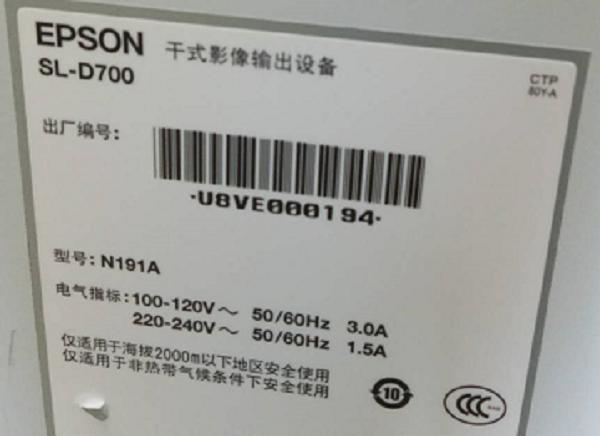 EPSON 干式影像输出设备
SL-D700
CTP
60Y-A
出厂编号:
·U8VE000194·
型号: N191A
电气指标: 100-120V～ 50/60Hz 3.0A
220-240V～ 50/60Hz 1.5A
仅适用于海拔2000m以下地区安全使用
仅适用于非热带气候条件下安全使用
10
CCC